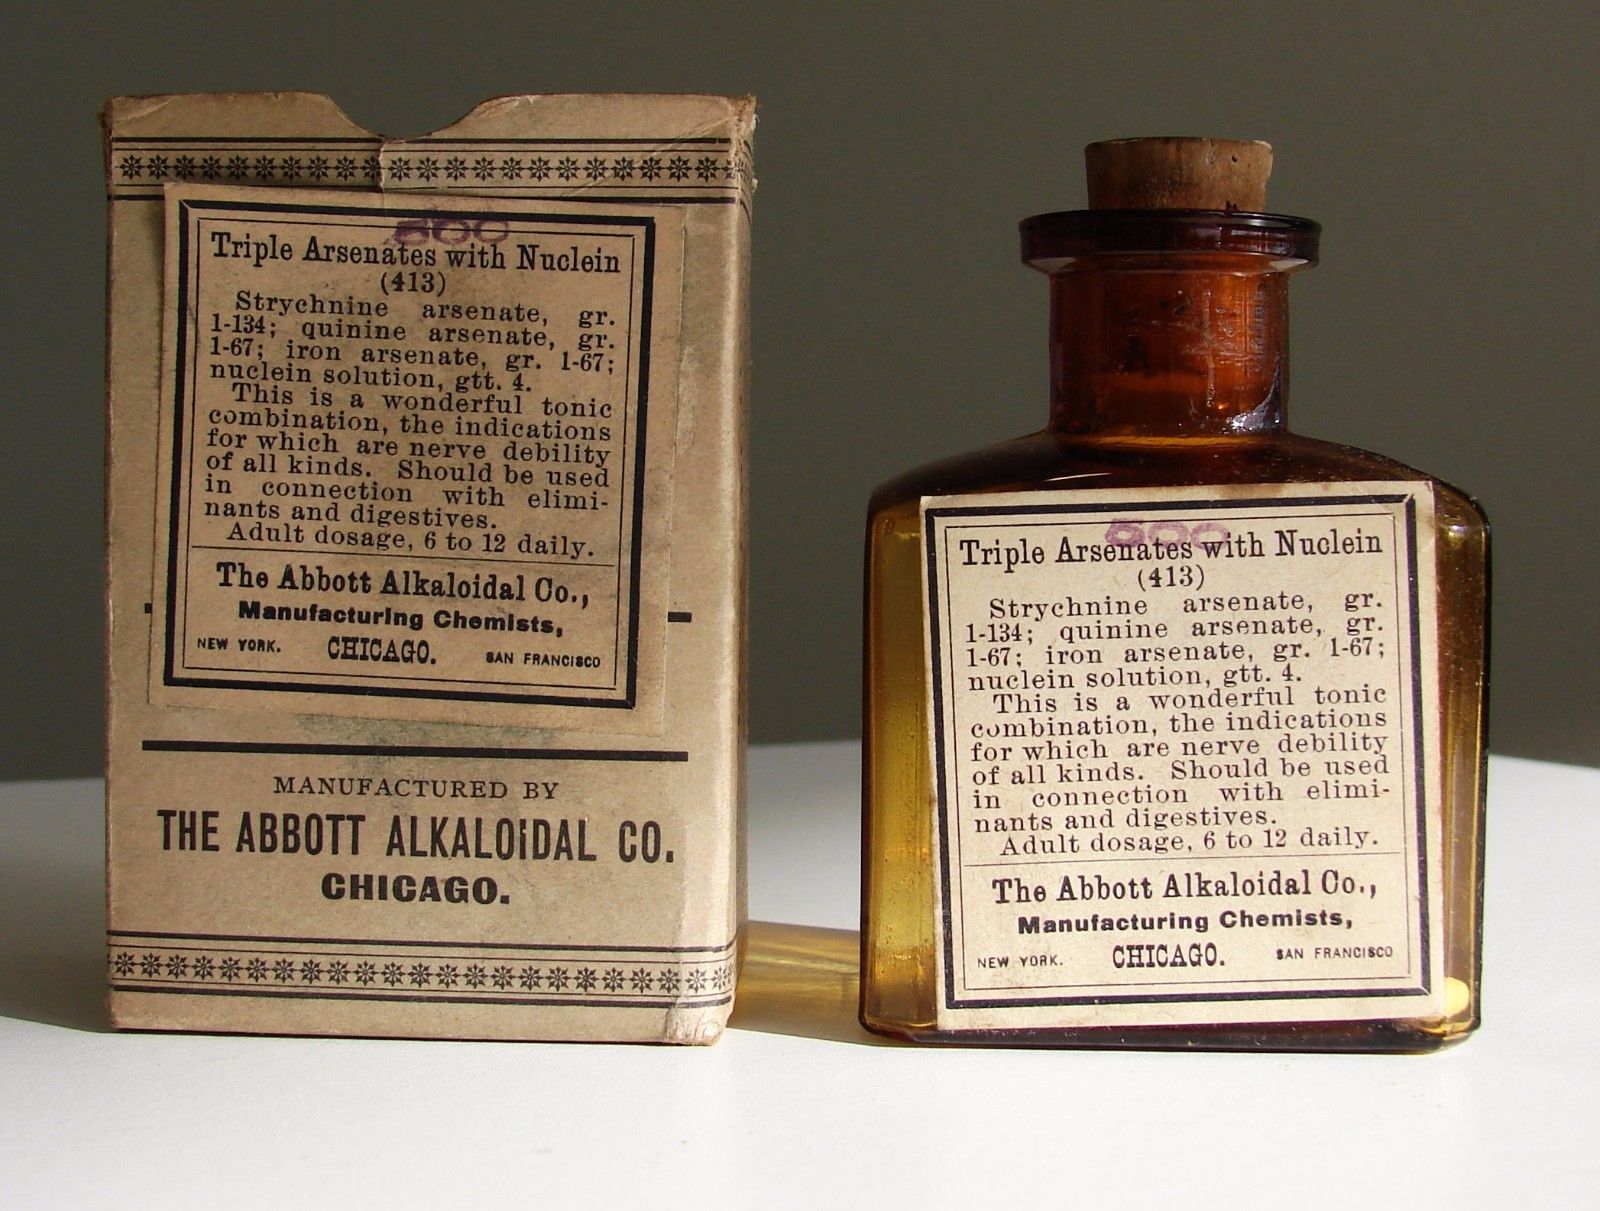 500
Triple Arsenates with Nuclein
(413)
Strychnine arsenate, gr.
1-134; quinine arsenate, gr.
1-67; iron arsenate, gr. 1-67;
nuclein solution, gtt. 4.
This is a wonderful tonic
combination, the indications
for which are nerve debility
of all kinds. Should be used
in connection with elimi-
nants and digestives.
Adult dosage, 6 to 12 daily.
The Abbott Alkaloidal Co.,
Manufacturing Chemists,
NEW YORK. CHICAGO. SAN FRANCISCO
MANUFACTURED BY
THE ABBOTT ALKALOIDAL CO.
CHICAGO.
500
Triple Arsenates with Nuclein
(413)
Strychnine arsenate, gr.
1-134; quinine arsenate, gr.
1-67; iron arsenate, gr. 1-67;
nuclein solution, gtt. 4.
This is a wonderful tonic
combination, the indications
for which are nerve debility
of all kinds. Should be used
in connection with elimi-
nants and digestives.
Adult dosage, 6 to 12 daily.
The Abbott Alkaloidal Co.,
Manufacturing Chemists,
NEW YORK. CHICAGO. SAN FRANCISCO